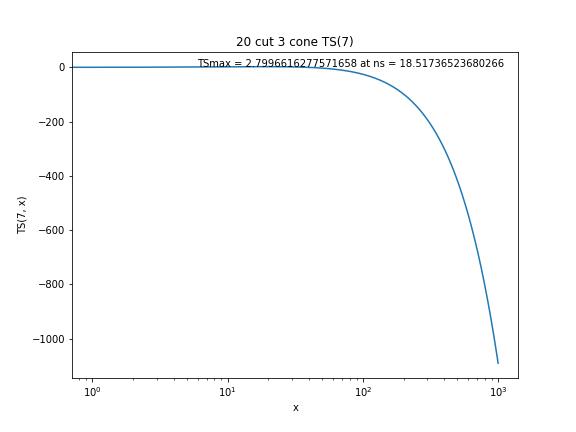 20 cut 3 cone TS(7)
TSmax = 2.7996616277571658 at ns = 18.51736523680266
0
−200
−400
−600
−800
−1000
TS(7, x)
10⁰
10¹
10²
10³
x